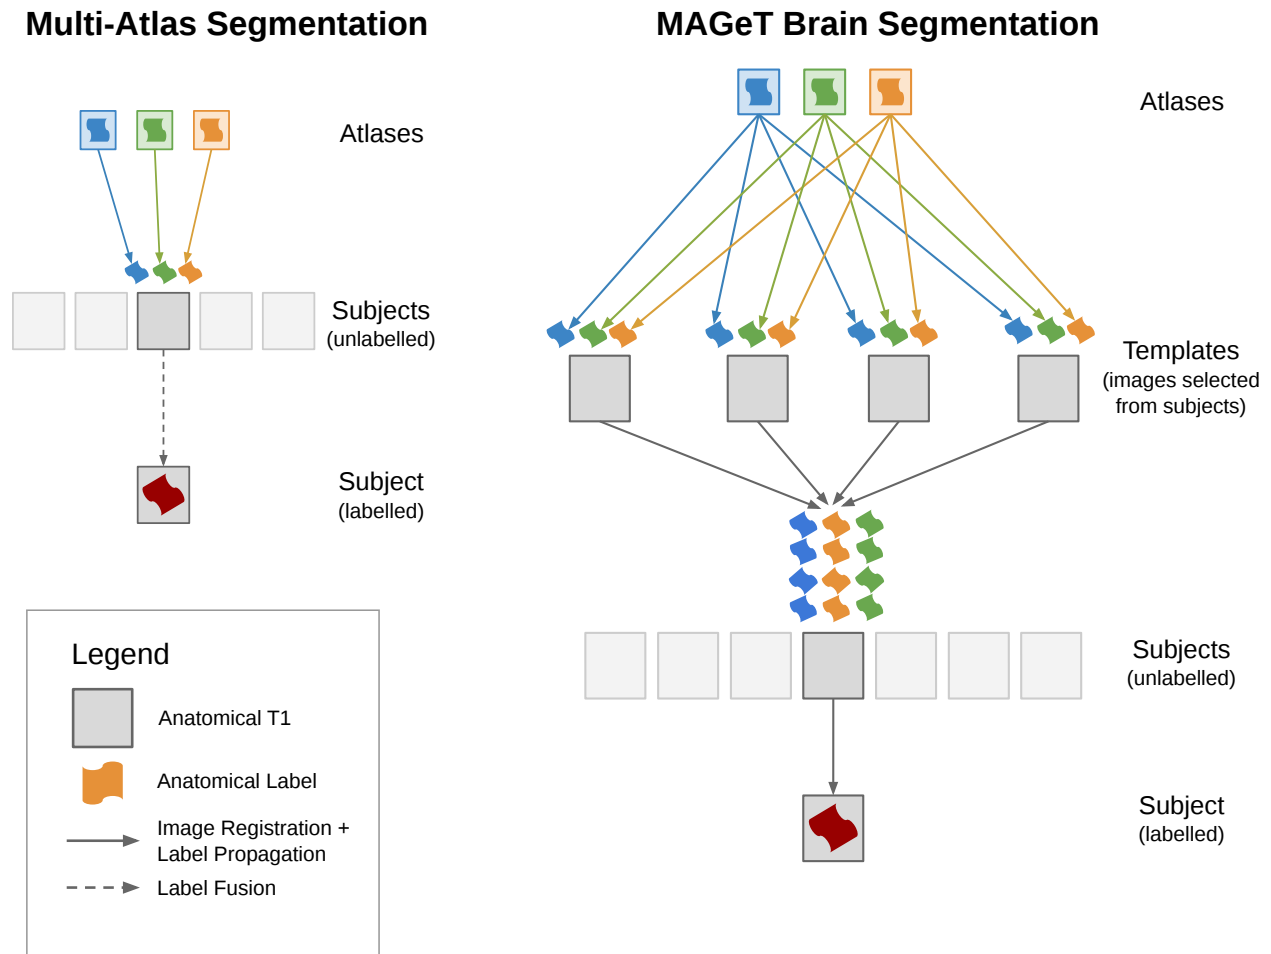 Multi-Atlas Segmentation
Atlases
Subjects
(unlabelled)
Subject
(labelled)
Legend
Anatomical T1
Anatomical Label
Image Registration +
Label Propagation
Label Fusion
MAGeT Brain Segmentation
Atlases
Templates
(images selected
from subjects)
Subjects
(unlabelled)
Subject
(labelled)